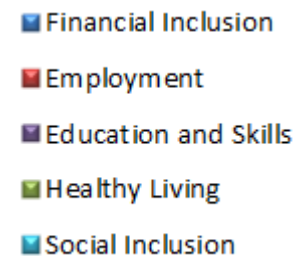 Financial Inclusion
Employment
Education and Skills
Healthy Living
Social Inclusion